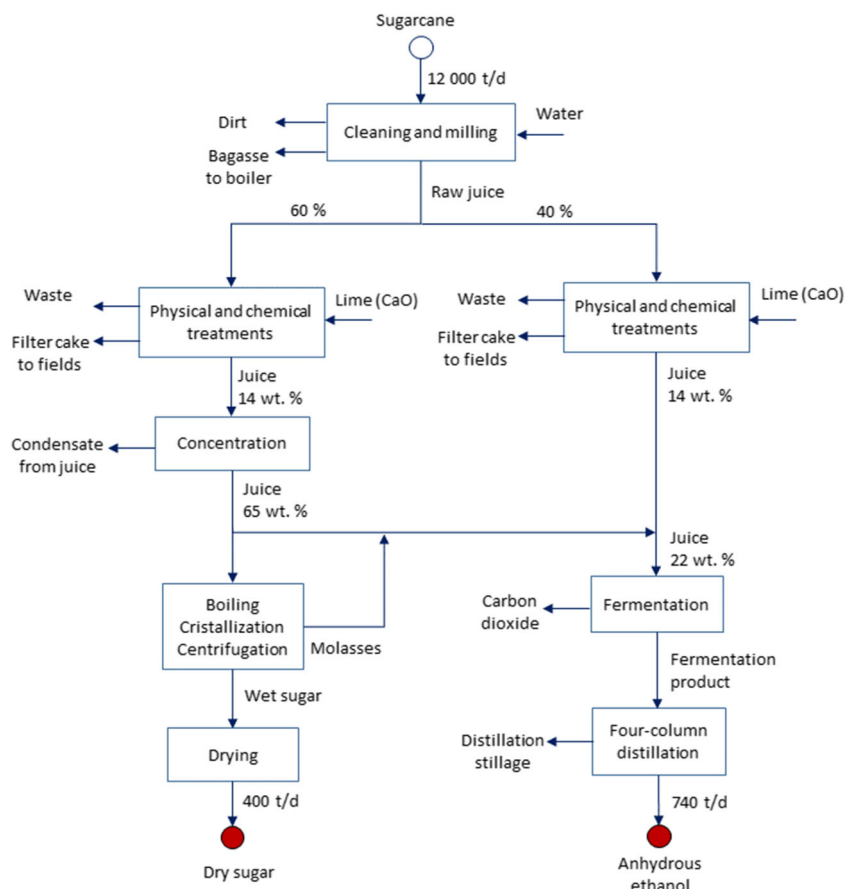 Sugarcane
12 000 t/d
Dirt
Cleaning and milling
Water
Bagasse
to boiler
Raw juice
60 %
40 %
Waste
Physical and chemical
treatments
Lime (CaO)
Filter cake
to fields
Waste
Physical and chemical
treatments
Lime (CaO)
Filter cake
to fields
Juice
14 wt. %
Juice
14 wt. %
Condensate
from juice
Concentration
Juice
65 wt. %
Juice
22 wt. %
Boiling
Cristallization
Centrifugation
Molasses
Carbon
dioxide
Fermentation
Wet sugar
Fermentation
product
Drying
Distillation
stillage
Four-column
distillation
400 t/d
740 t/d
Dry sugar
Anhydrous
ethanol